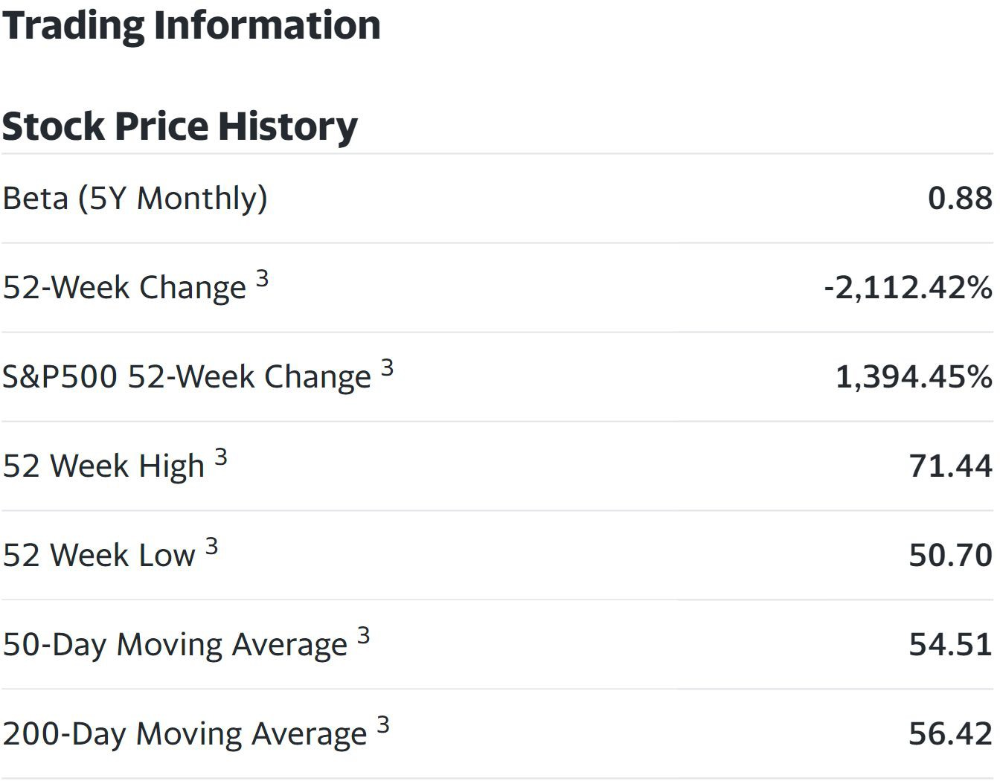 Trading Information
Stock Price History
Beta (5Y Monthly) 0.88
52-Week Change 3 -2,112.42%
S&P500 52-Week Change 3 1,394.45%
52 Week High 3 71.44
52 Week Low 3 50.70
50-Day Moving Average 3 54.51
200-Day Moving Average 3 56.42